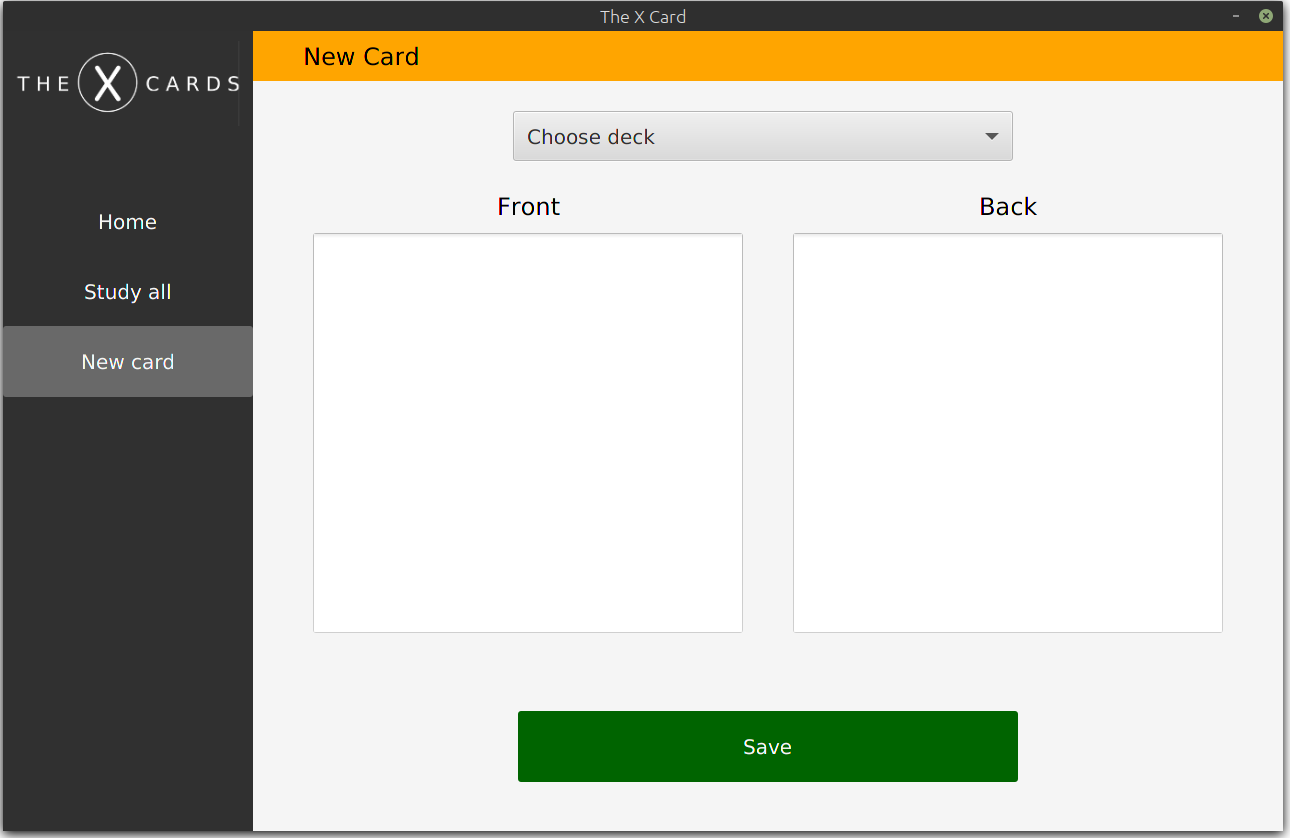 The X Card
THE X CARDS
New Card
Choose deck
Home
Study all
New card
Front
Back
Save